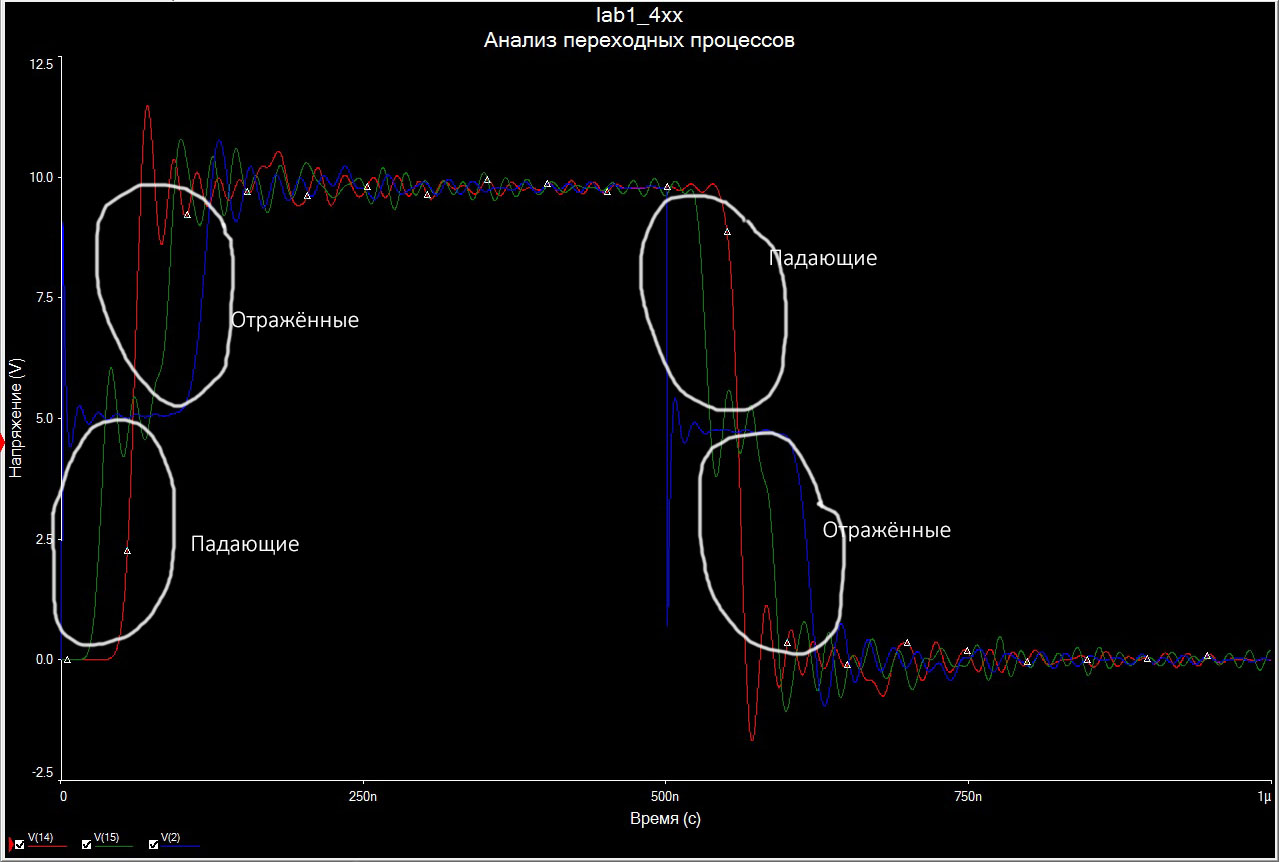 lab1_4xx
Анализ переходных процессов
Напряжение (V)
12.5
10.0
7.5
5.0
2.5
0.0
-2.5
Отражённые
Падающие
Падающие
Отражённые
0
250n
500n
750n
1µ
Время (с)
V(14)
V(15)
V(2)